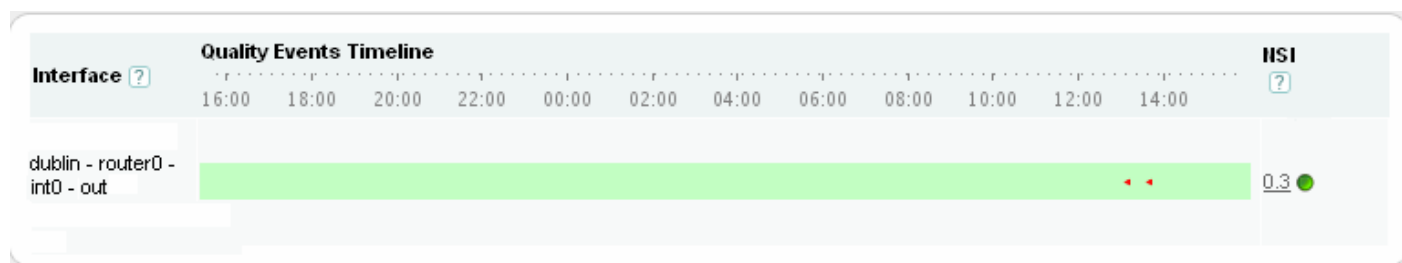 Quality Events Timeline
NSI
Interface ?
?
16:00 18:00 20:00 22:00 00:00 02:00 04:00 06:00 08:00 10:00 12:00 14:00
dublin - router0 -
int0 - out
0.3